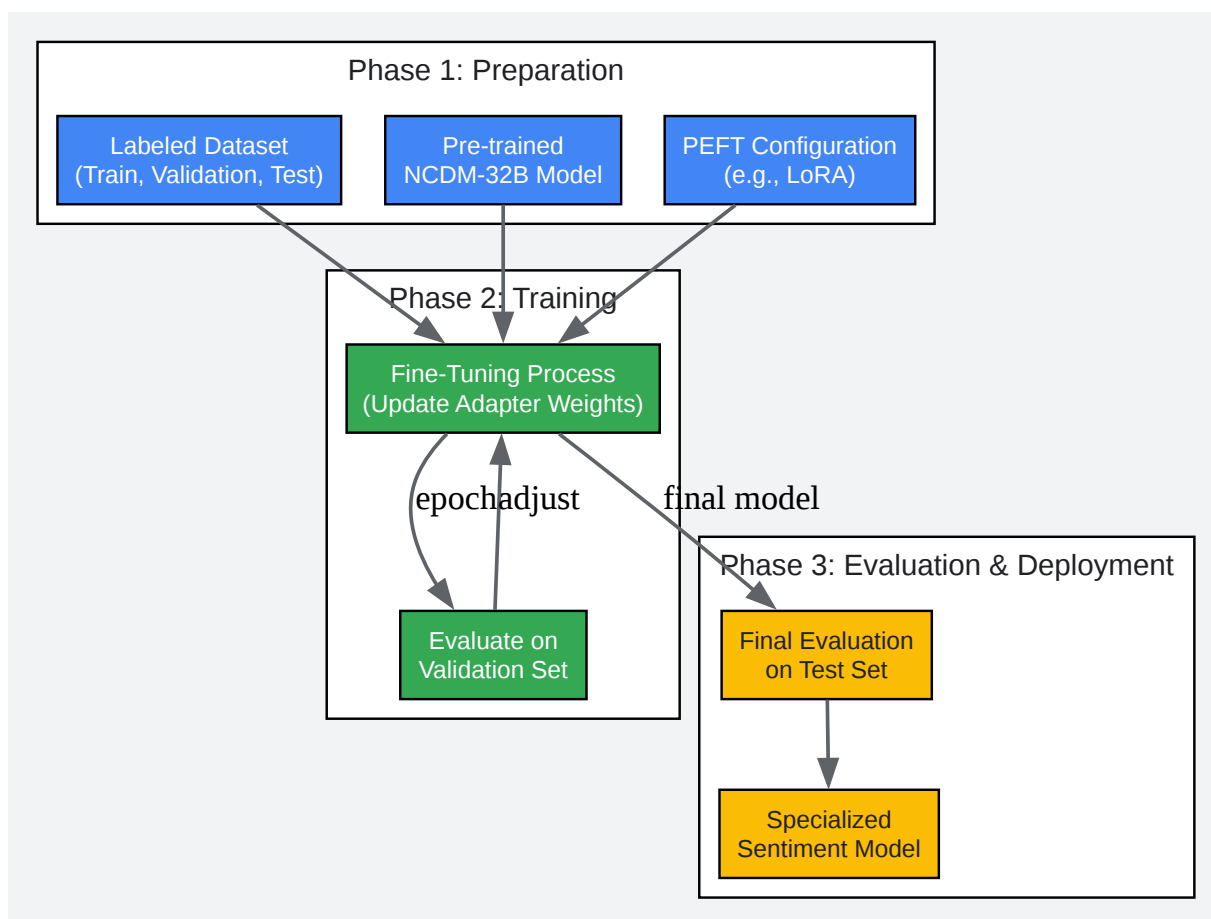 Phase 1: Preparation
Labeled Dataset
(Train, Validation, Test)
Pre-trained
NCDM-32B Model
PEFT Configuration
(e.g., LoRA)
Phase 2: Training
Fine-Tuning Process
(Update Adapter Weights)
epoch
adjust
final model
Evaluate on
Validation Set
Phase 3: Evaluation & Deployment
Final Evaluation
on Test Set
Specialized
Sentiment Model